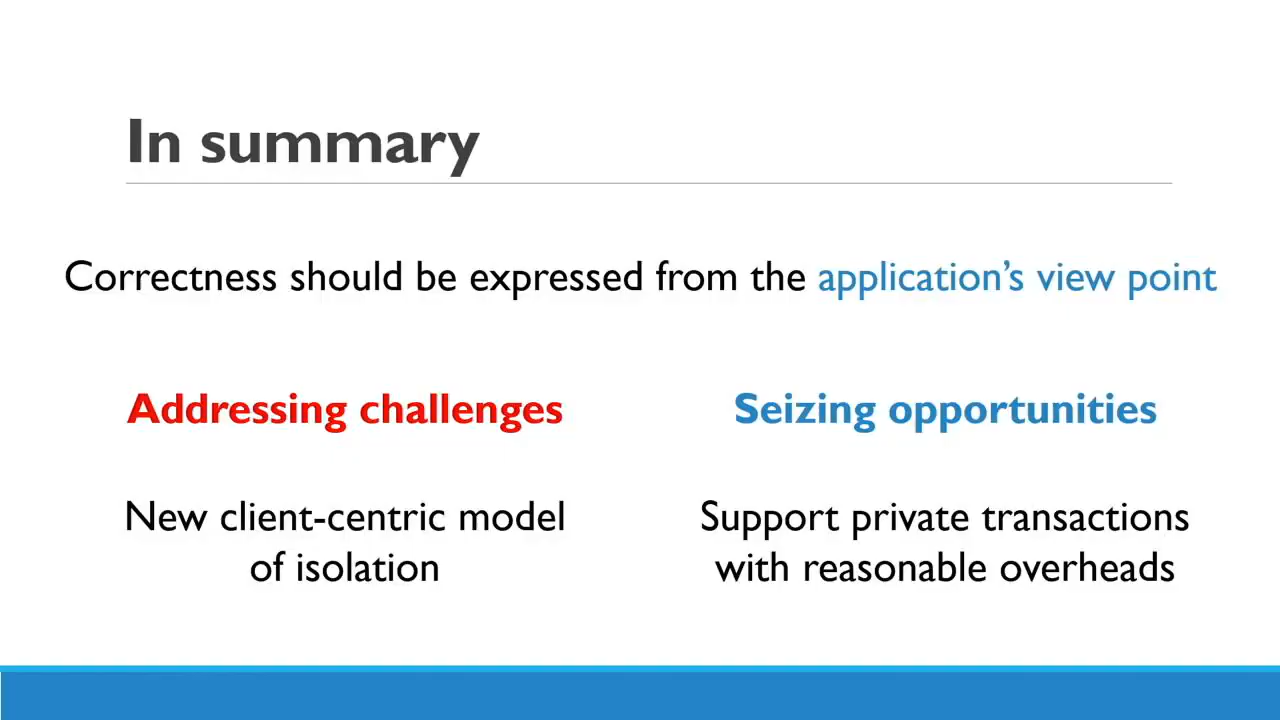 In summary
Correctness should be expressed from the application’s view point
Addressing challenges
New client-centric model
of isolation
Seizing opportunities
Support private transactions
with reasonable overheads